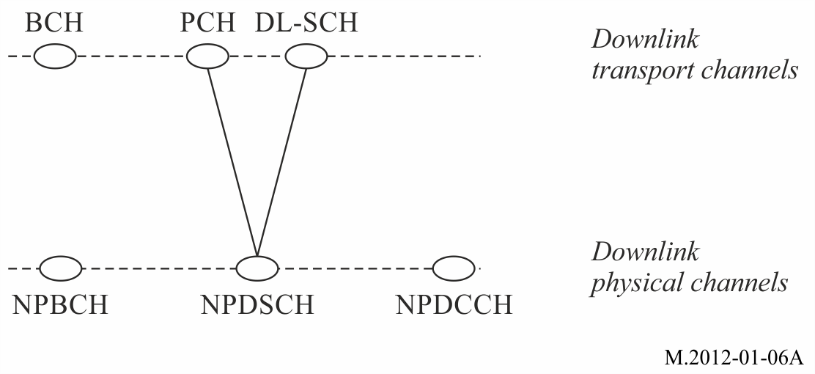 BCH PCH DL-SCH
Downlink
transport channels
Downlink
physical channels
NPBCH NPDSCH NPDCCH
M.2012-01-06A